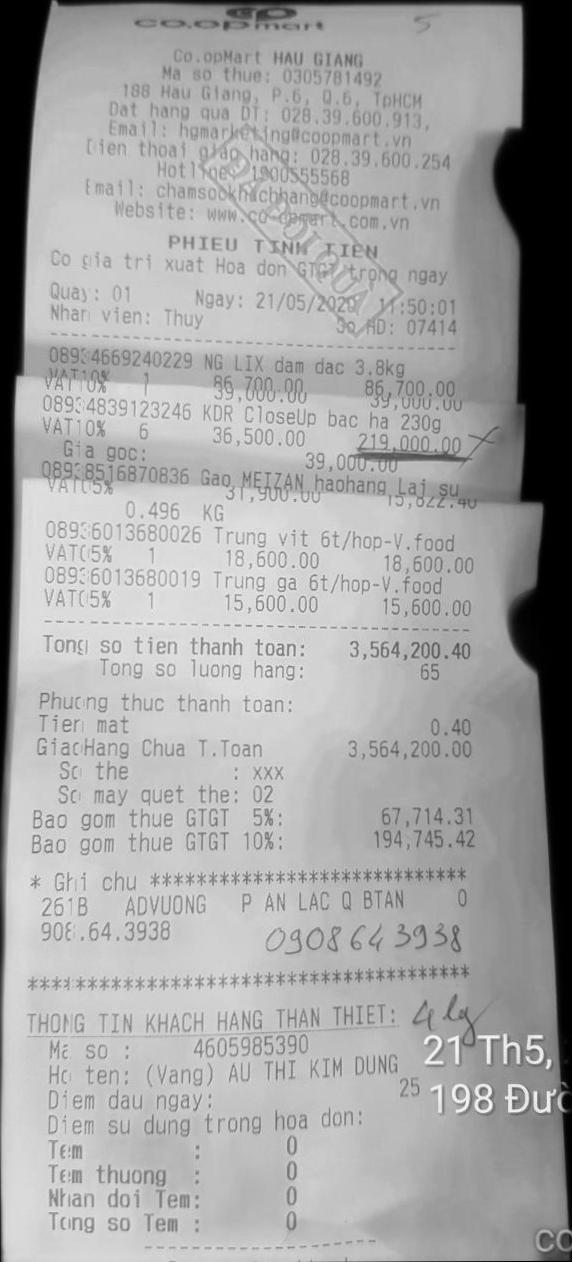 co.opmart
5
Co.opMart HAU GIANG
Ma so thue: 0305781492
188 Hau Giang, P.6, Q.6, TpHCM
Dat hang qua DT: 028.39.600.913,
Email: hgmarketing@coopmart.vn
Dien thoai giao hang: 028.39.600.254
Hotline: 1900555568
Email: chamsockhachhang@coopmart.vn
Website: www.co-opmart.com.vn
ĐÃ ĐỔI QUÀ
PHIEU TINH TIEN
Co gia tri xuat Hoa don GTGT trong ngay
Quay: 01 Ngay: 21/05/2020 11:50:01
Nhan vien: Thuy So HD: 07414
08934669240229 NG LIX dam dac 3.8kg
VAT10% 1 86,700.00 86,700.00
39,000.00 39,000.00
08934839123246 KDR CloseUp bac ha 230g
VAT10% 6 36,500.00 219,000.00
Gia goc: 39,000.00
08938516870836 Gao MEIZAN haohang Lai su
VAT05% 31,900.00 15,822.40
0.496 KG
08936013680026 Trung vit 6t/hop-V.food
VAT05% 1 18,600.00 18,600.00
08936013680019 Trung ga 6t/hop-V.food
VAT05% 1 15,600.00 15,600.00
Tong so tien thanh toan: 3,564,200.40
Tong so luong hang: 65
Phuong thuc thanh toan:
Tien mat 0.40
GiaoHang Chua T.Toan 3,564,200.00
So the : xxx
So may quet the: 02
Bao gom thue GTGT 5%: 67,714.31
Bao gom thue GTGT 10%: 194,745.42
* Ghi chu ****************************
261B ADVUONG P AN LAC Q BTAN 0
908.64.3938 0908643938
***************************************
THONG TIN KHACH HANG THAN THIET:
Ma so : 4605985390
Ho ten: (Vang) AU THI KIM DUNG
Diem dau ngay: 25
Diem su dung trong hoa don:
Tem : 0
Tem thuong : 0
Nhan doi Tem: 0
Tong so Tem : 0
21 Th5,
198 Đườ
co